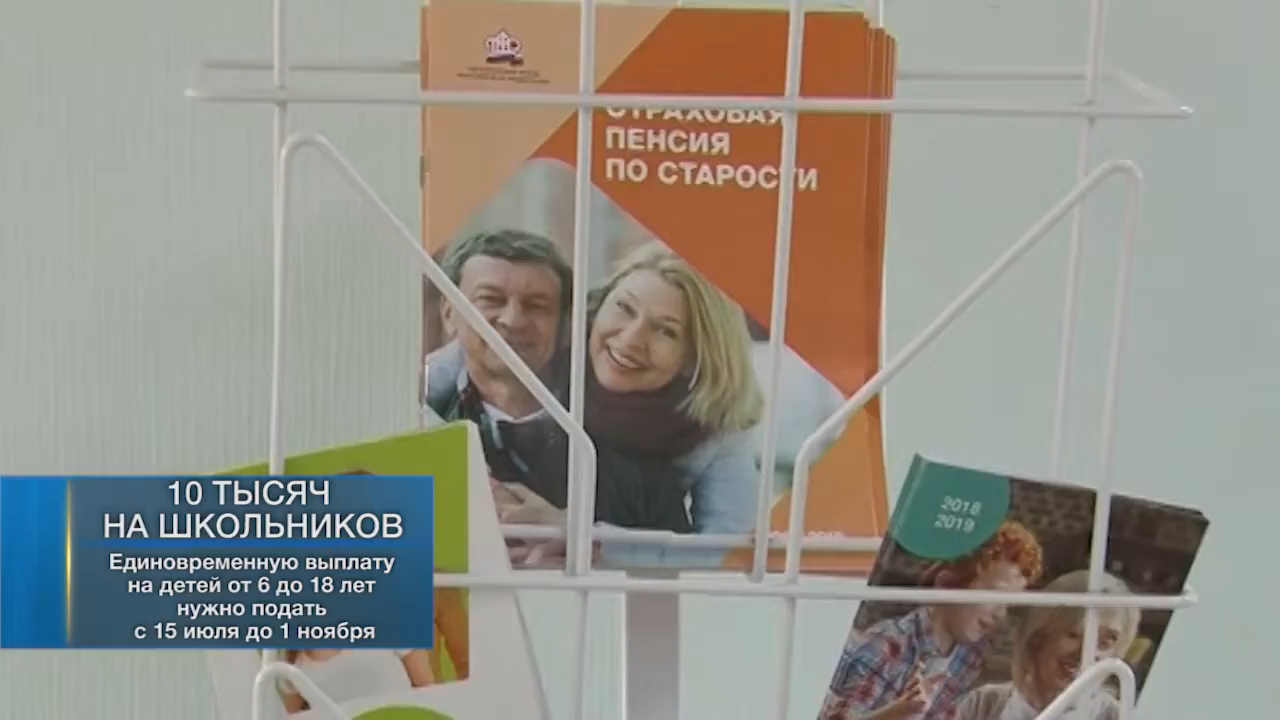 СТРАХОВАЯ
ПЕНСИЯ
ПО СТАРОСТИ
2018
2019
10 ТЫСЯЧ
НА ШКОЛЬНИКОВ
Единовременную выплату
на детей от 6 до 18 лет
нужно подать
с 15 июля до 1 ноября